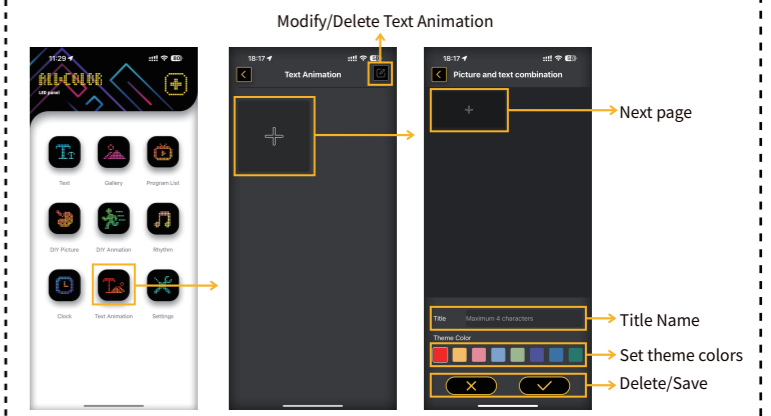 Modify/Delete Text Animation
11:29
ALL-COLOR
LED panel
Text
Gallery
Program List
DIY Picture
DIY Anmation
Rhythm
Clock
Text Animation
Settings
18:17
Text Animation
18:17
Picture and text combination
Next page
Title
Maximum 4 characters
Title Name
Theme Color
Set theme colors
Delete/Save